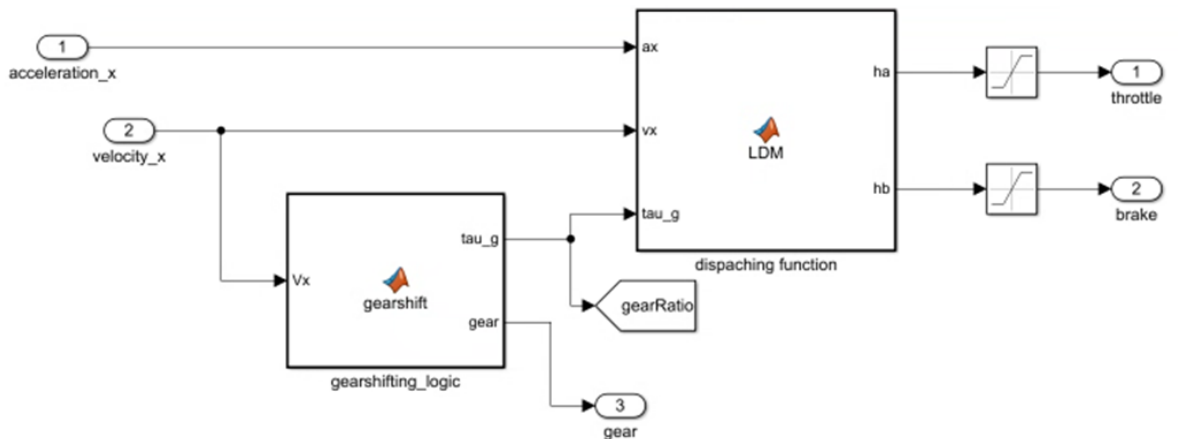 1
acceleration_x
2
velocity_x
ax
vx
tau_g
LDM
ha
hb
dispaching function
1
throttle
2
brake
Vx
gearshift
tau_g
gear
gearshifting_logic
gearRatio
3
gear